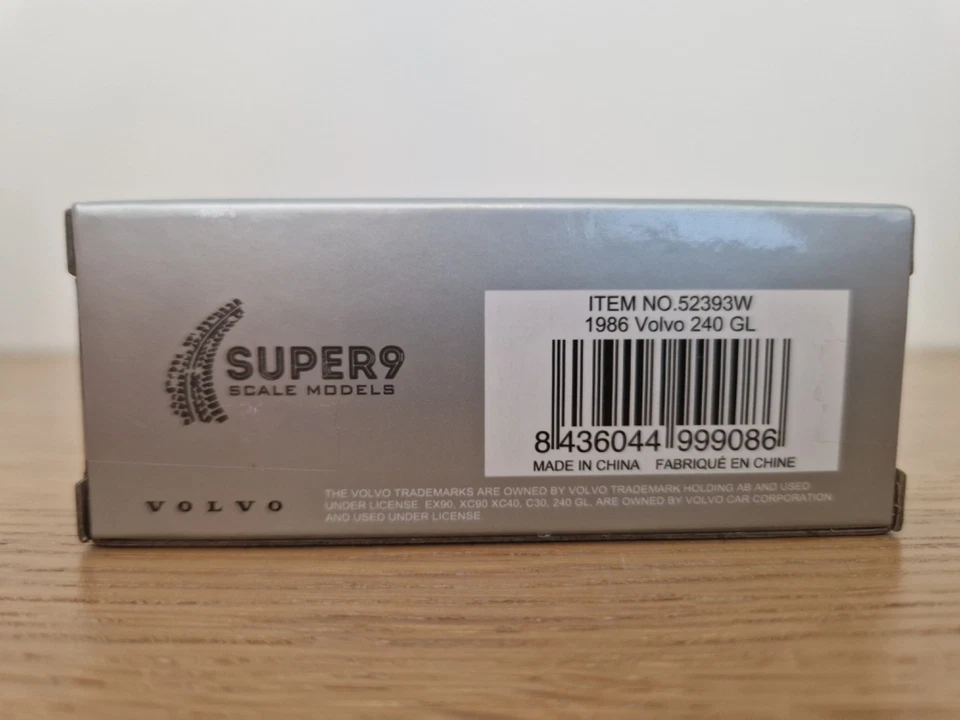 ITEM NO.52393W
1986 Volvo 240 GL
8 436044 999086
MADE IN CHINA FABRIQUÉ EN CHINE
SUPER9
SCALE MODELS
VOLVO
THE VOLVO TRADEMARKS ARE OWNED BY VOLVO TRADEMARK HOLDING AB AND USED
UNDER LICENSE EX90, XC90 XC40, C30, 240 GL, ARE OWNED BY VOLVO CAR CORPORATION.
AND USED UNDER LICENSE